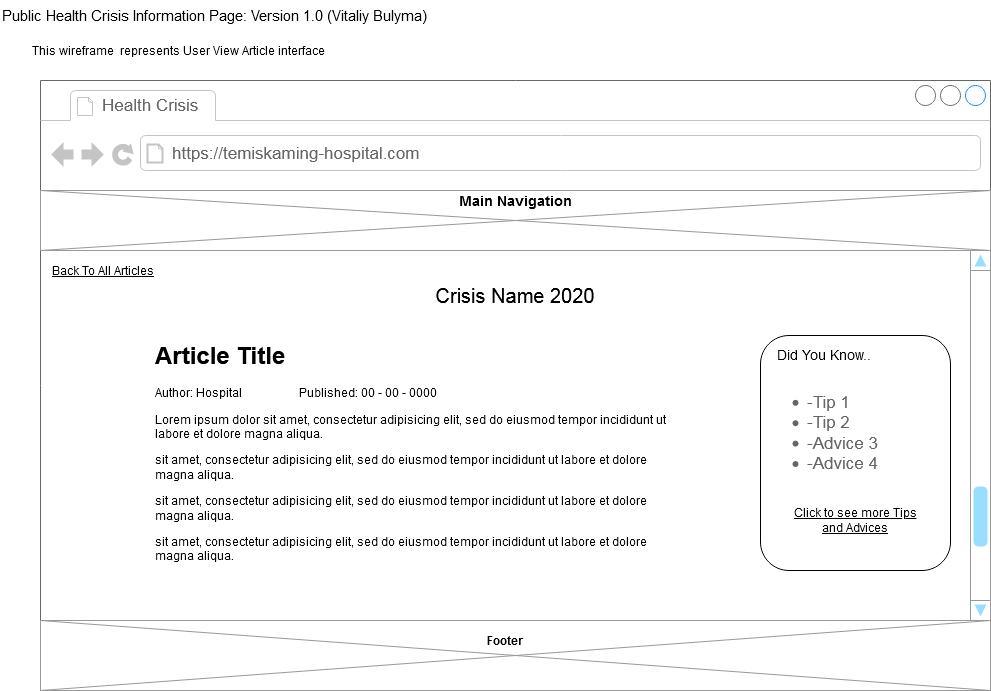 Public Health Crisis Information Page: Version 1.0 (Vitaliy Bulyma)
This wireframe  represents User View Article interface
Health Crisis
https://temiskaming-hospital.com
Main Navigation
Back To All Articles
Crisis Name 2020
Article Title
Author: Hospital
Published: 00 - 00 - 0000
Lorem ipsum dolor sit amet, consectetur adipisicing elit, sed do eiusmod tempor incididunt ut
labore et dolore magna aliqua.
sit amet, consectetur adipisicing elit, sed do eiusmod tempor incididunt ut labore et dolore
magna aliqua.
sit amet, consectetur adipisicing elit, sed do eiusmod tempor incididunt ut labore et dolore
magna aliqua.
sit amet, consectetur adipisicing elit, sed do eiusmod tempor incididunt ut labore et dolore
magna aliqua.
Did You Know..
• -Tip 1
• -Tip 2
• -Advice 3
• -Advice 4
Click to see more Tips
and Advices
Footer